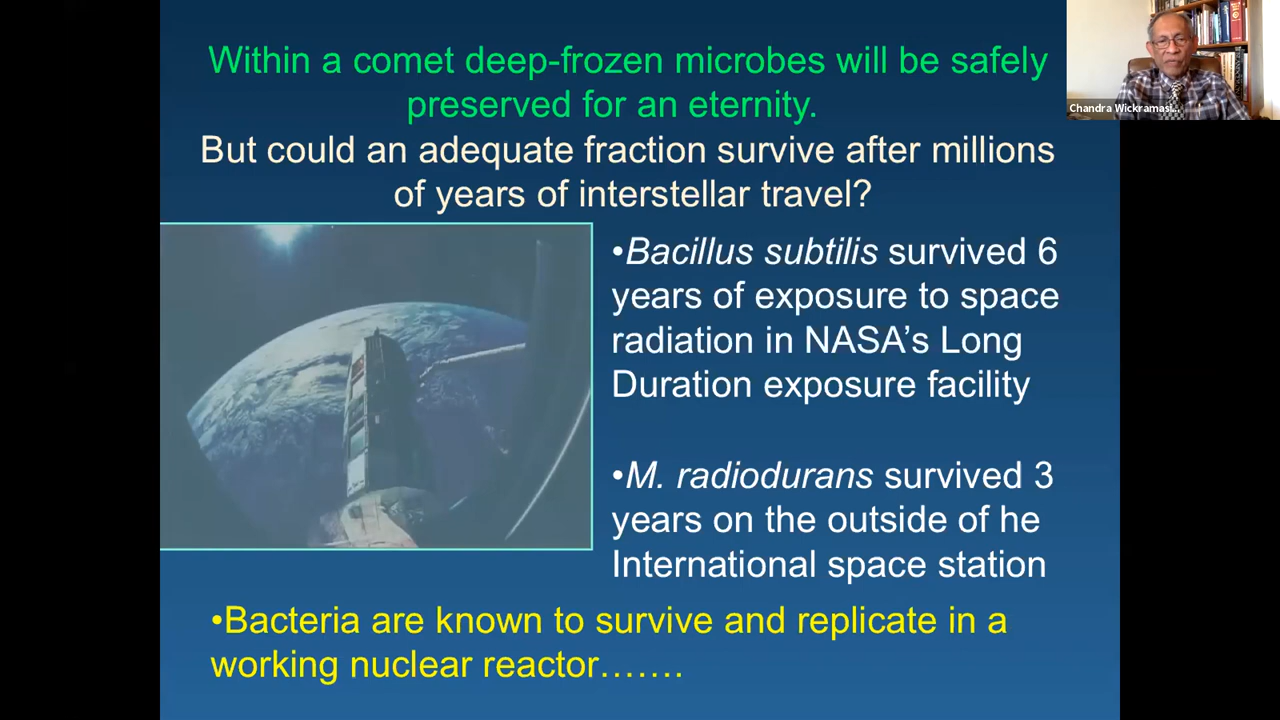 Within a comet deep-frozen microbes will be safely
preserved for an eternity.
But could an adequate fraction survive after millions
of years of interstellar travel?
•Bacillus subtilis survived 6
years of exposure to space
radiation in NASA's Long
Duration exposure facility
•M. radiodurans survived 3
years on the outside of he
International space station
•Bacteria are known to survive and replicate in a
working nuclear reactor…….
Chandra Wickramasi...